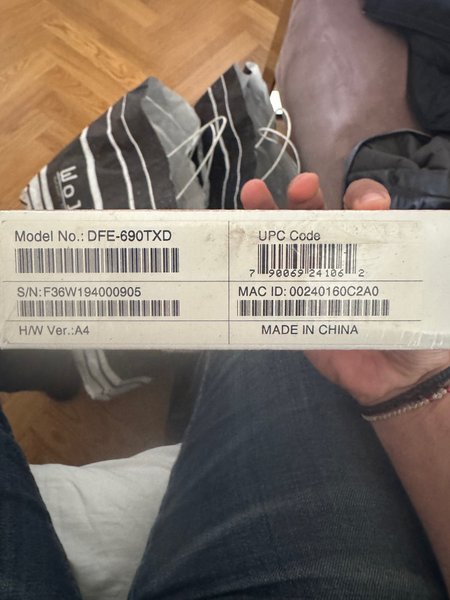 Model No.: DFE-690TXD
UPC Code
7 90069 24106 2
S/N:F36W194000905
MAC ID: 00240160C2A0
H/W Ver.:A4
MADE IN CHINA